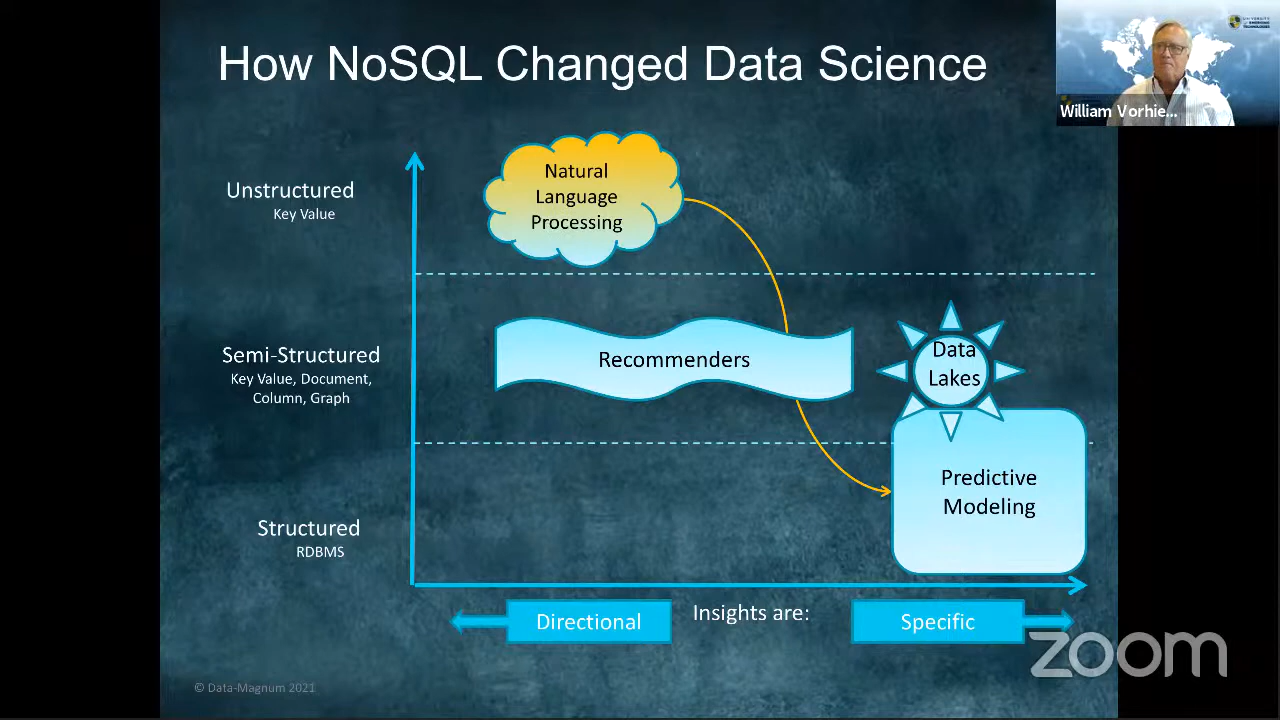 How NoSQL Changed Data Science
William Vorhie...
Unstructured
Key Value
Natural
Language
Processing
Semi-Structured
Key Value, Document,
Column, Graph
Recommenders
Data
Lakes
Structured
RDBMS
Predictive
Modeling
Directional
Insights are:
Specific
zoom
© Data-Magnum 2021